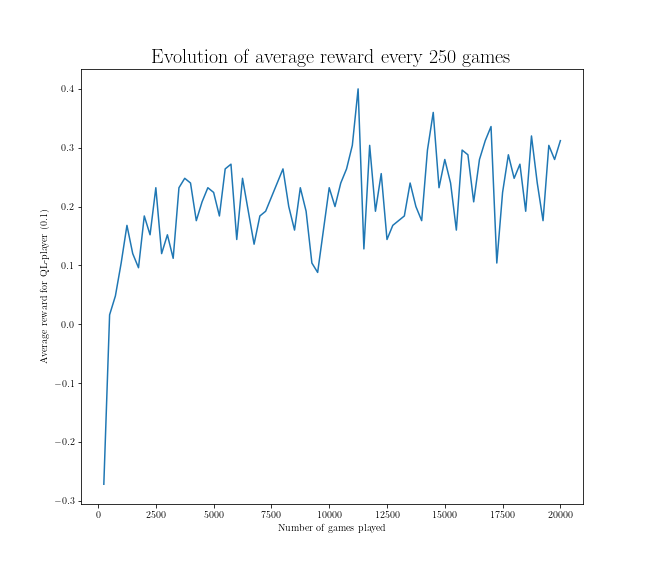 Evolution of average reward every 250 games
0.4
0.3
0.2
0.1
0.0
−0.1
−0.2
−0.3
Average reward for QL-player (0.1)
0 2500 5000 7500 10000 12500 15000 17500 20000
Number of games played